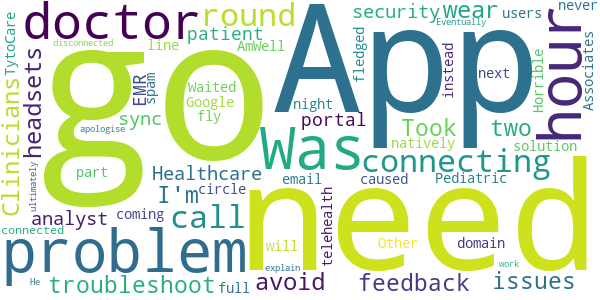 doctor
round
security
wear
users
never
Eventually
TytoCare
headsets
Clinicians
disconnected
go
App
hour
Associates
EMR
spam
patient
line
AmWell
fledged
instead
next
Horrible
Waited
Google
fly
night
sync
apologise
portal
Took
two
natively
solution
was
connecting
part
Healthcare
I'm
circle
email
caused
Pediatric
ultimately
analyst
coming
call
telehealth
need
connected
problem
will
Other
domain
explain
work
He
full
troubleshoot
avoid
feedback
issues